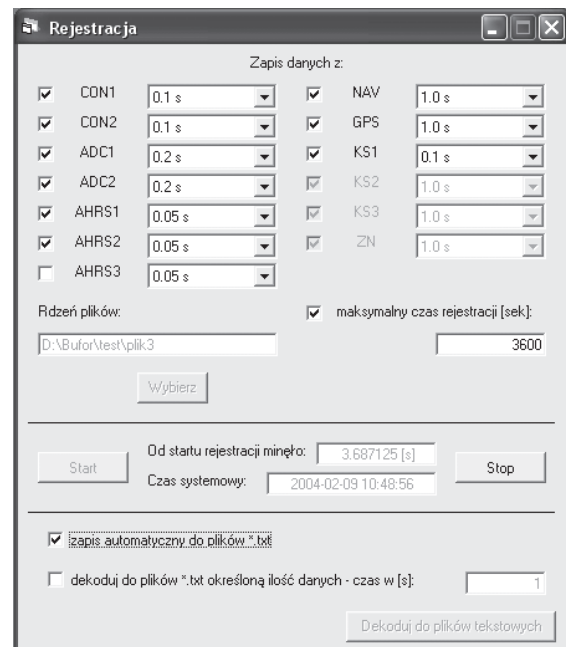 Rejestracja
Zapis danych z:
CON1 0.1 s NAV 1.0 s
CON2 0.1 s GPS 1.0 s
ADC1 0.2 s KS1 0.1 s
ADC2 0.2 s KS2 1.0 s
AHRS1 0.05 s KS3 1.0 s
AHRS2 0.05 s ZN 1.0 s
AHRS3 0.05 s
Rdzeń plików: maksymalny czas rejestracji [sek]:
D:\Bufor\test\plik3 3600
Wybierz
Od startu rejestracji minęło: 3.687125 [s]
Start Stop
Czas systemowy: 2004-02-09 10:48:56
zapis automatyczny do plików *.txt
dekoduj do plików *.txt określoną ilość danych - czas w [s]: 1
Dekoduj do plików tekstowych